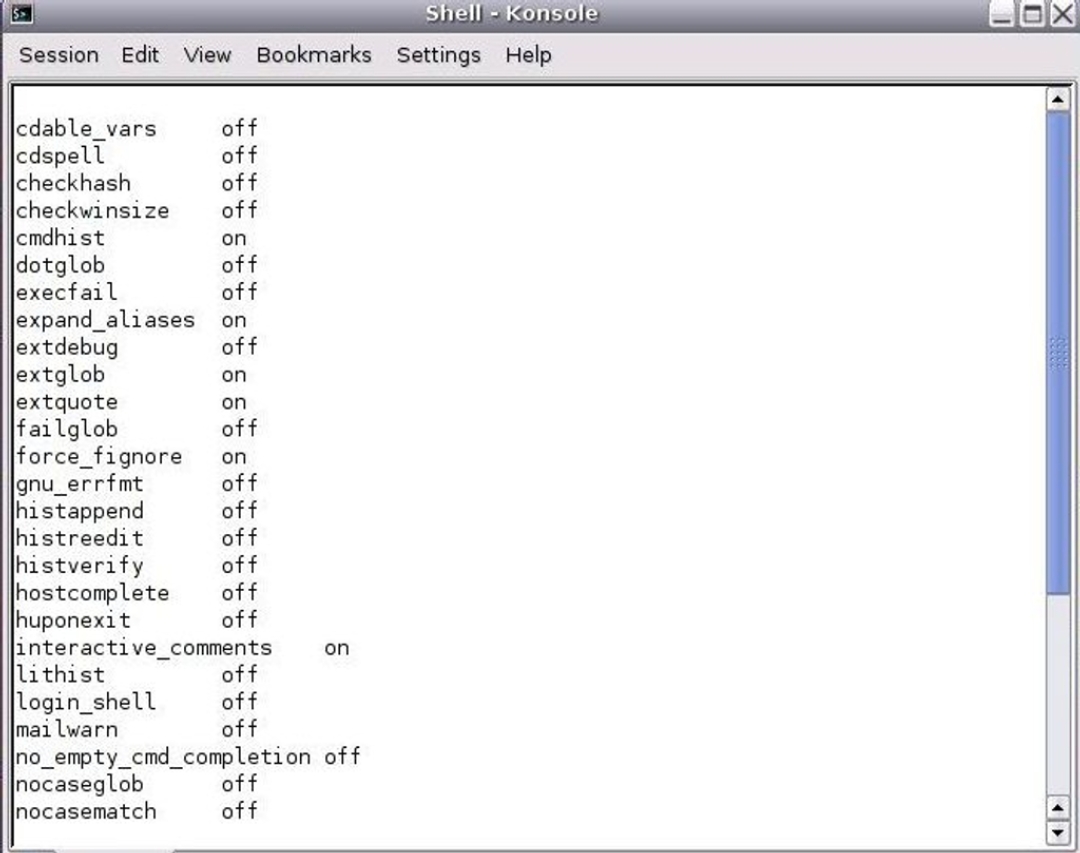 Shell - Konsole
Session Edit View Bookmarks Settings Help
cdable_vars off
cdspell off
checkhash off
checkwinsize off
cmdhist on
dotglob off
execfail off
expand_aliases on
extdebug off
extglob on
extquote on
failglob off
force_fignore on
gnu_errfmt off
histappend off
histreedit off
histverify off
hostcomplete off
huponexit off
interactive_comments on
lithist off
login_shell off
mailwarn off
no_empty_cmd_completion off
nocaseglob off
nocasematch off